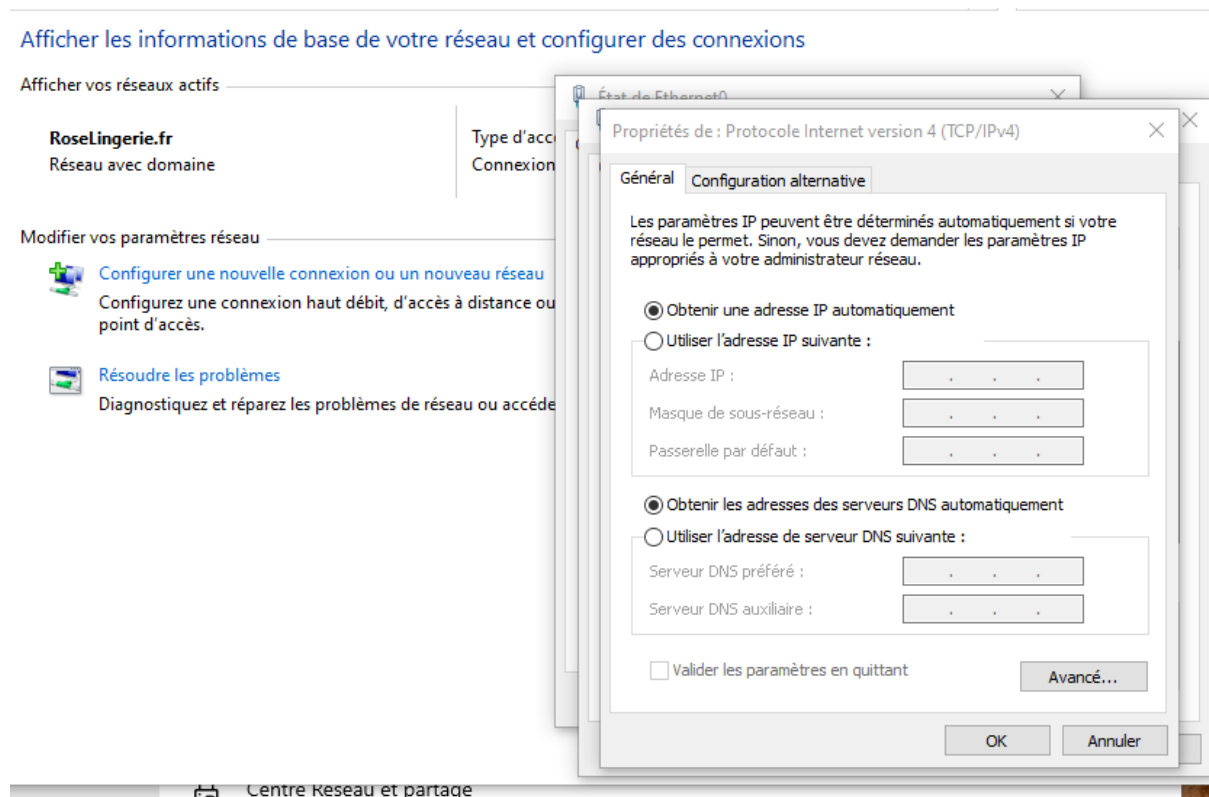 Afficher les informations de base de votre réseau et configurer des connexions
Afficher vos réseaux actifs
RoseLingerie.fr
Réseau avec domaine
Type d'accè
Connexion
Modifier vos paramètres réseau
Configurer une nouvelle connexion ou un nouveau réseau
Configurez une connexion haut débit, d'accès à distance ou
point d'accès.
Résoudre les problèmes
Diagnostiquez et réparez les problèmes de réseau ou accéde
État de Ethernet0
Propriétés de : Protocole Internet version 4 (TCP/IPv4)
Général
Configuration alternative
Les paramètres IP peuvent être déterminés automatiquement si votre
réseau le permet. Sinon, vous devez demander les paramètres IP
appropriés à votre administrateur réseau.
Obtenir une adresse IP automatiquement
Utiliser l'adresse IP suivante :
Adresse IP :
Masque de sous-réseau :
Passerelle par défaut :
Obtenir les adresses des serveurs DNS automatiquement
Utiliser l'adresse de serveur DNS suivante :
Serveur DNS préféré :
Serveur DNS auxiliaire :
Valider les paramètres en quittant
Avancé...
OK
Annuler
Centre Réseau et partage